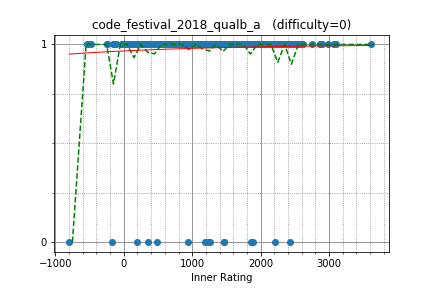 code_festival_2018_qualb_a (difficulty=0)
1
0
−1000 0 1000 2000 3000
Inner Rating